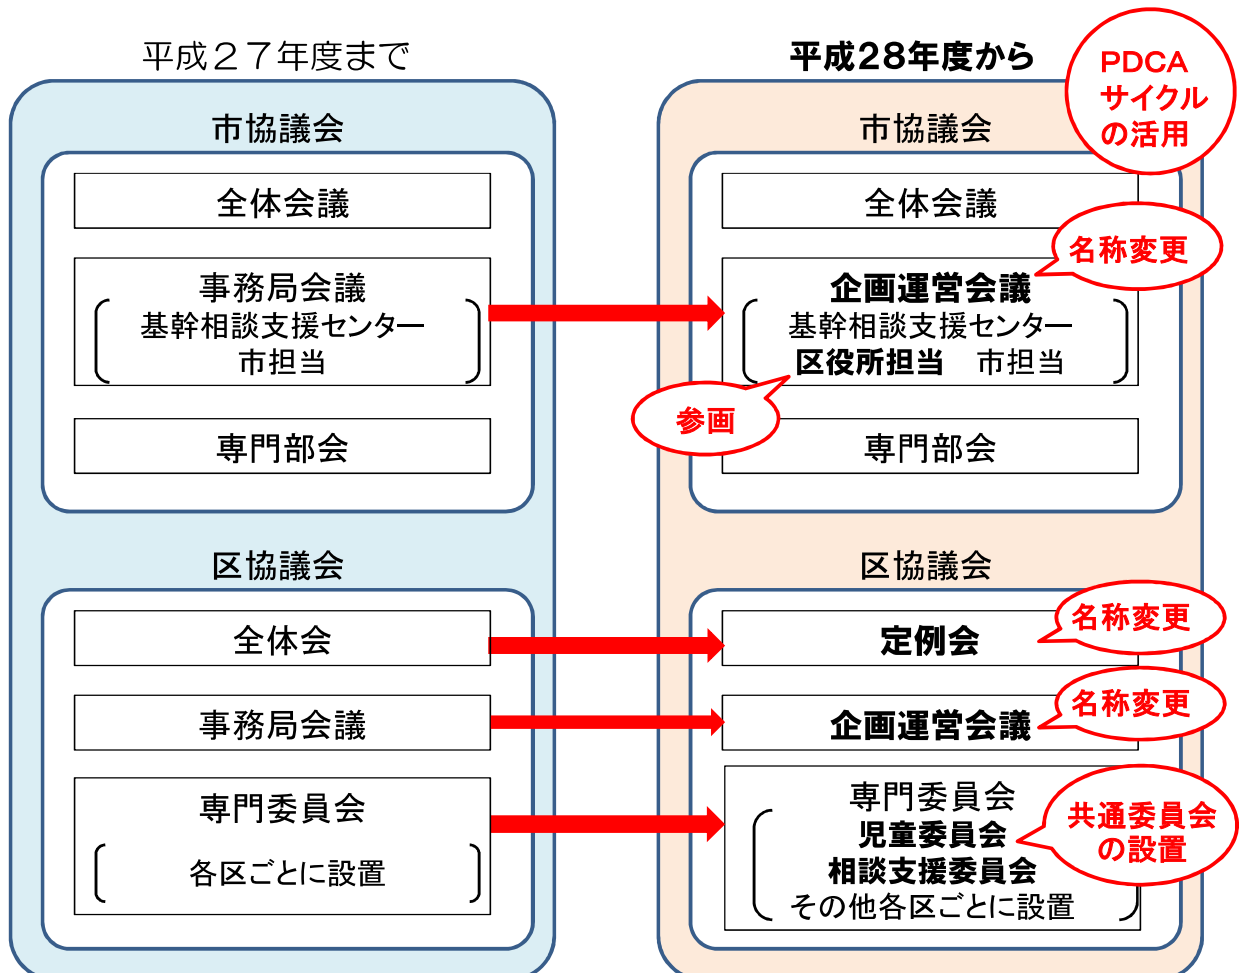 平成２７年度まで
市協議会
全体会議
事務局会議
基幹相談支援センター
市担当
専門部会
区協議会
全体会
事務局会議
専門委員会
各区ごとに設置
平成28年度から
PDCA
サイクル
の活用
市協議会
全体会議
名称変更
企画運営会議
基幹相談支援センター
区役所担当　市担当
参画
専門部会
区協議会
定例会
名称変更
企画運営会議
名称変更
専門委員会
児童委員会
相談支援委員会
その他各区ごとに設置
共通委員会
の設置